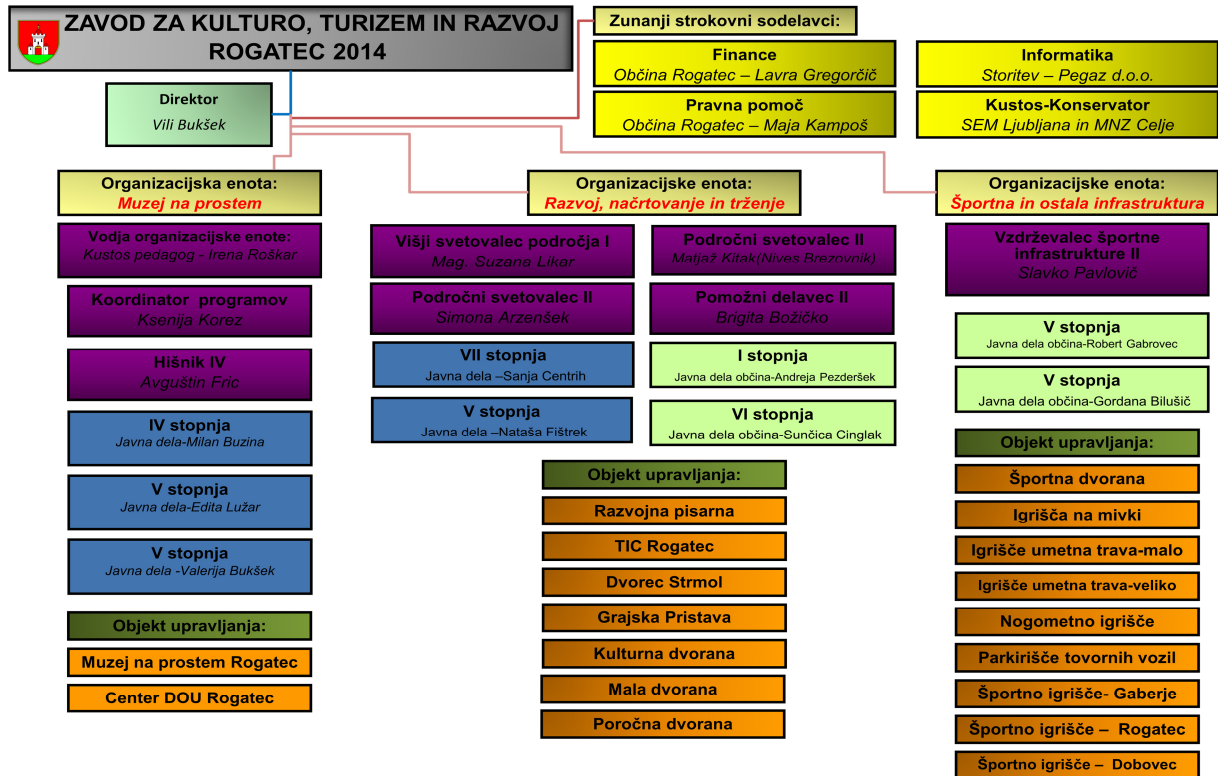 ZAVOD ZA KULTURO, TURIZEM IN RAZVOJ
ROGATEC 2014
Direktor
Vili Bukšek
Zunanji strokovni sodelavci:
Finance
Občina Rogatec – Lavra Gregorčič
Pravna pomoč
Občina Rogatec – Maja Kampoš
Informatika
Storitev – Pegaz d.o.o.
Kustos-Konservator
SEM Ljubljana in MNZ Celje
Organizacijska enota:
Muzej na prostem
Vodja organizacijske enote:
Kustos pedagog - Irena Roškar
Koordinator programov
Ksenija Korez
Hišnik IV
Avguštin Fric
IV stopnja
Javna dela-Milan Buzina
V stopnja
Javna dela-Edita Lužar
V stopnja
Javna dela -Valerija Bukšek
Objekt upravljanja:
Muzej na prostem Rogatec
Center DOU Rogatec
Organizacijske enota:
Razvoj, načrtovanje in trženje
Višji svetovalec področja I
Mag. Suzana Likar
Področni svetovalec II
Matjaž Kitak(Nives Brezovnik)
Področni svetovalec II
Simona Arzenšek
Pomožni delavec II
Brigita Božičko
VII stopnja
Javna dela –Sanja Centrih
I stopnja
Javna dela občina-Andreja Pezderšek
V stopnja
Javna dela –Nataša Fištrek
VI stopnja
Javna dela občina-Sunčica Cinglak
Objekt upravljanja:
Razvojna pisarna
TIC Rogatec
Dvorec Strmol
Grajska Pristava
Kulturna dvorana
Mala dvorana
Poročna dvorana
Organizacijske enota:
Športna in ostala infrastruktura
Vzdrževalec športne
infrastrukture II
Slavko Pavlovič
V stopnja
Javna dela občina-Robert Gabrovec
V stopnja
Javna dela občina-Gordana Bilušič
Objekt upravljanja:
Športna dvorana
Igrišča na mivki
Igrišče umetna trava-malo
Igrišče umetna trava-veliko
Nogometno igrišče
Parkirišče tovornih vozil
Športno igrišče- Gaberje
Športno igrišče – Rogatec
Športno igrišče – Dobovec